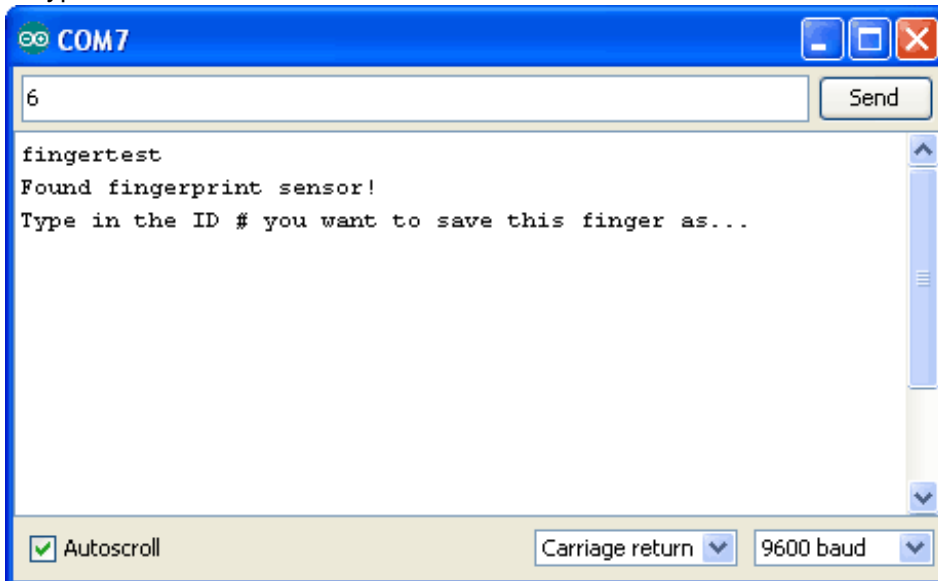 COM7
6
Send
fingertest
Found fingerprint sensor!
Type in the ID # you want to save this finger as...
Autoscroll
Carriage return
9600 baud